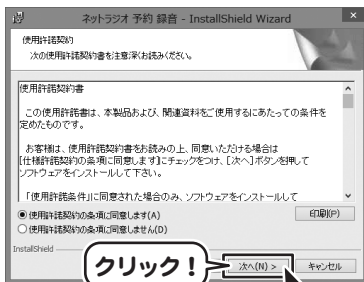 ネットラジオ 予約 録音 - InstallShield Wizard
使用許諾契約
次の使用許諾契約書を注意深くお読みください。
使用許諾契約書
この使用許諾書は、本製品および、関連資料をご使用するにあたっての条件を
定めたものです。
お客様は、使用許諾契約書をお読みの上、同意いただける場合は
[仕様許諾契約の条項に同意します]にチェックをつけ、[次へ]ボタンを押して
ソフトウェアをインストールして下さい。
「使用許諾条件」に同意された場合のみ、ソフトウェアをインストールして
使用許諾契約の条項に同意します(A)
印刷(P)
使用許諾契約の条項に同意しません(D)
InstallShield
クリック!
次へ(N) >
キャンセル